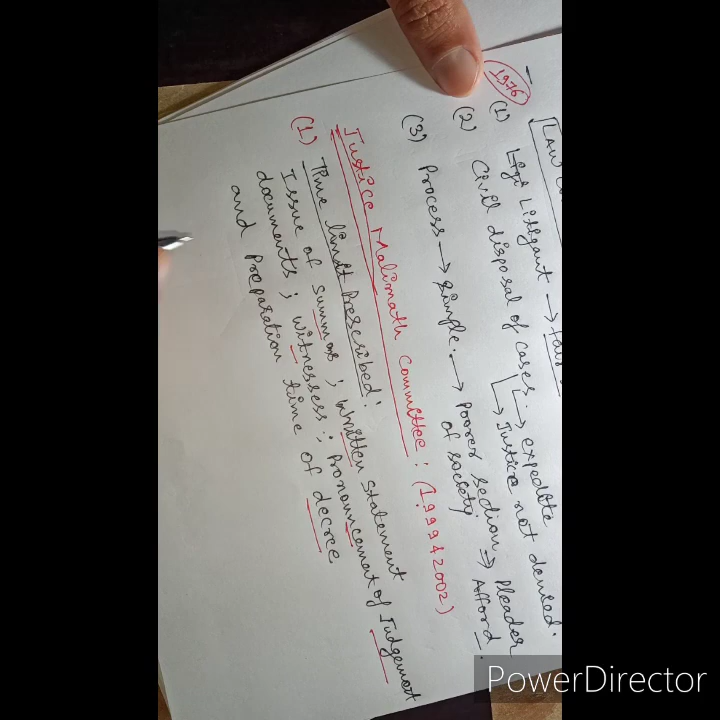 1976
LAW
(1) Litigant →
(2) Civil disposal of cases. → expedite
→ Justice not denied.
(3) Process → simple. → Poorer section ⇒ Pleader
of society Afford.
Justice Malimath Committee : (1999 & 2002)
(1) Time limit Prescribed:
Issue of Summons ; Written Statement
documents ; witnessess ; Pronouncement of Judgement
and Preparation time of decree
PowerDirector